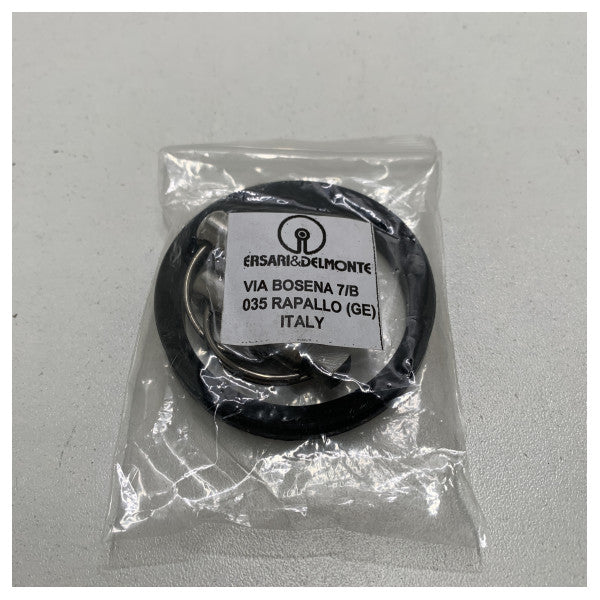 ERSARI&DELMONTE
VIA BOSENA 7/B
035 RAPALLO (GE)
ITALY